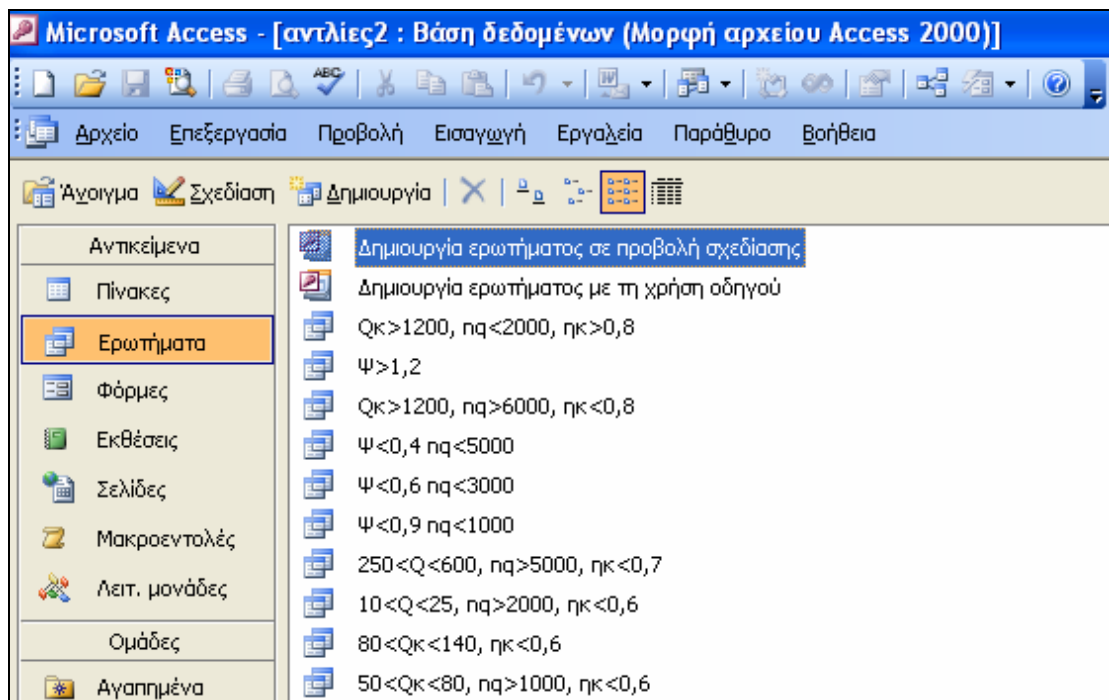 Microsoft Access - [αντλίες2 : Βάση δεδομένων (Μορφή αρχείου Access 2000)]
Αρχείο Επεξεργασία Προβολή Εισαγωγή Εργαλεία Παράθυρο Βοήθεια
Άνοιγμα Σχεδίαση Δημιουργία
Αντικείμενα
Πίνακες
Ερωτήματα
Φόρμες
Εκθέσεις
Σελίδες
Μακροεντολές
Λειτ. μονάδες
Ομάδες
Αγαπημένα
Δημιουργία ερωτήματος σε προβολή σχεδίασης
Δημιουργία ερωτήματος με τη χρήση οδηγού
Qκ>1200, nq<2000, ηκ>0,8
Ψ>1,2
Qκ>1200, nq>6000, ηκ<0,8
Ψ<0,4 nq<5000
Ψ<0,6 nq<3000
Ψ<0,9 nq<1000
250<Q<600, nq>5000, ηκ<0,7
10<Q<25, nq>2000, ηκ<0,6
80<Qκ<140, ηκ<0,6
50<Qκ<80, nq>1000, ηκ<0,6